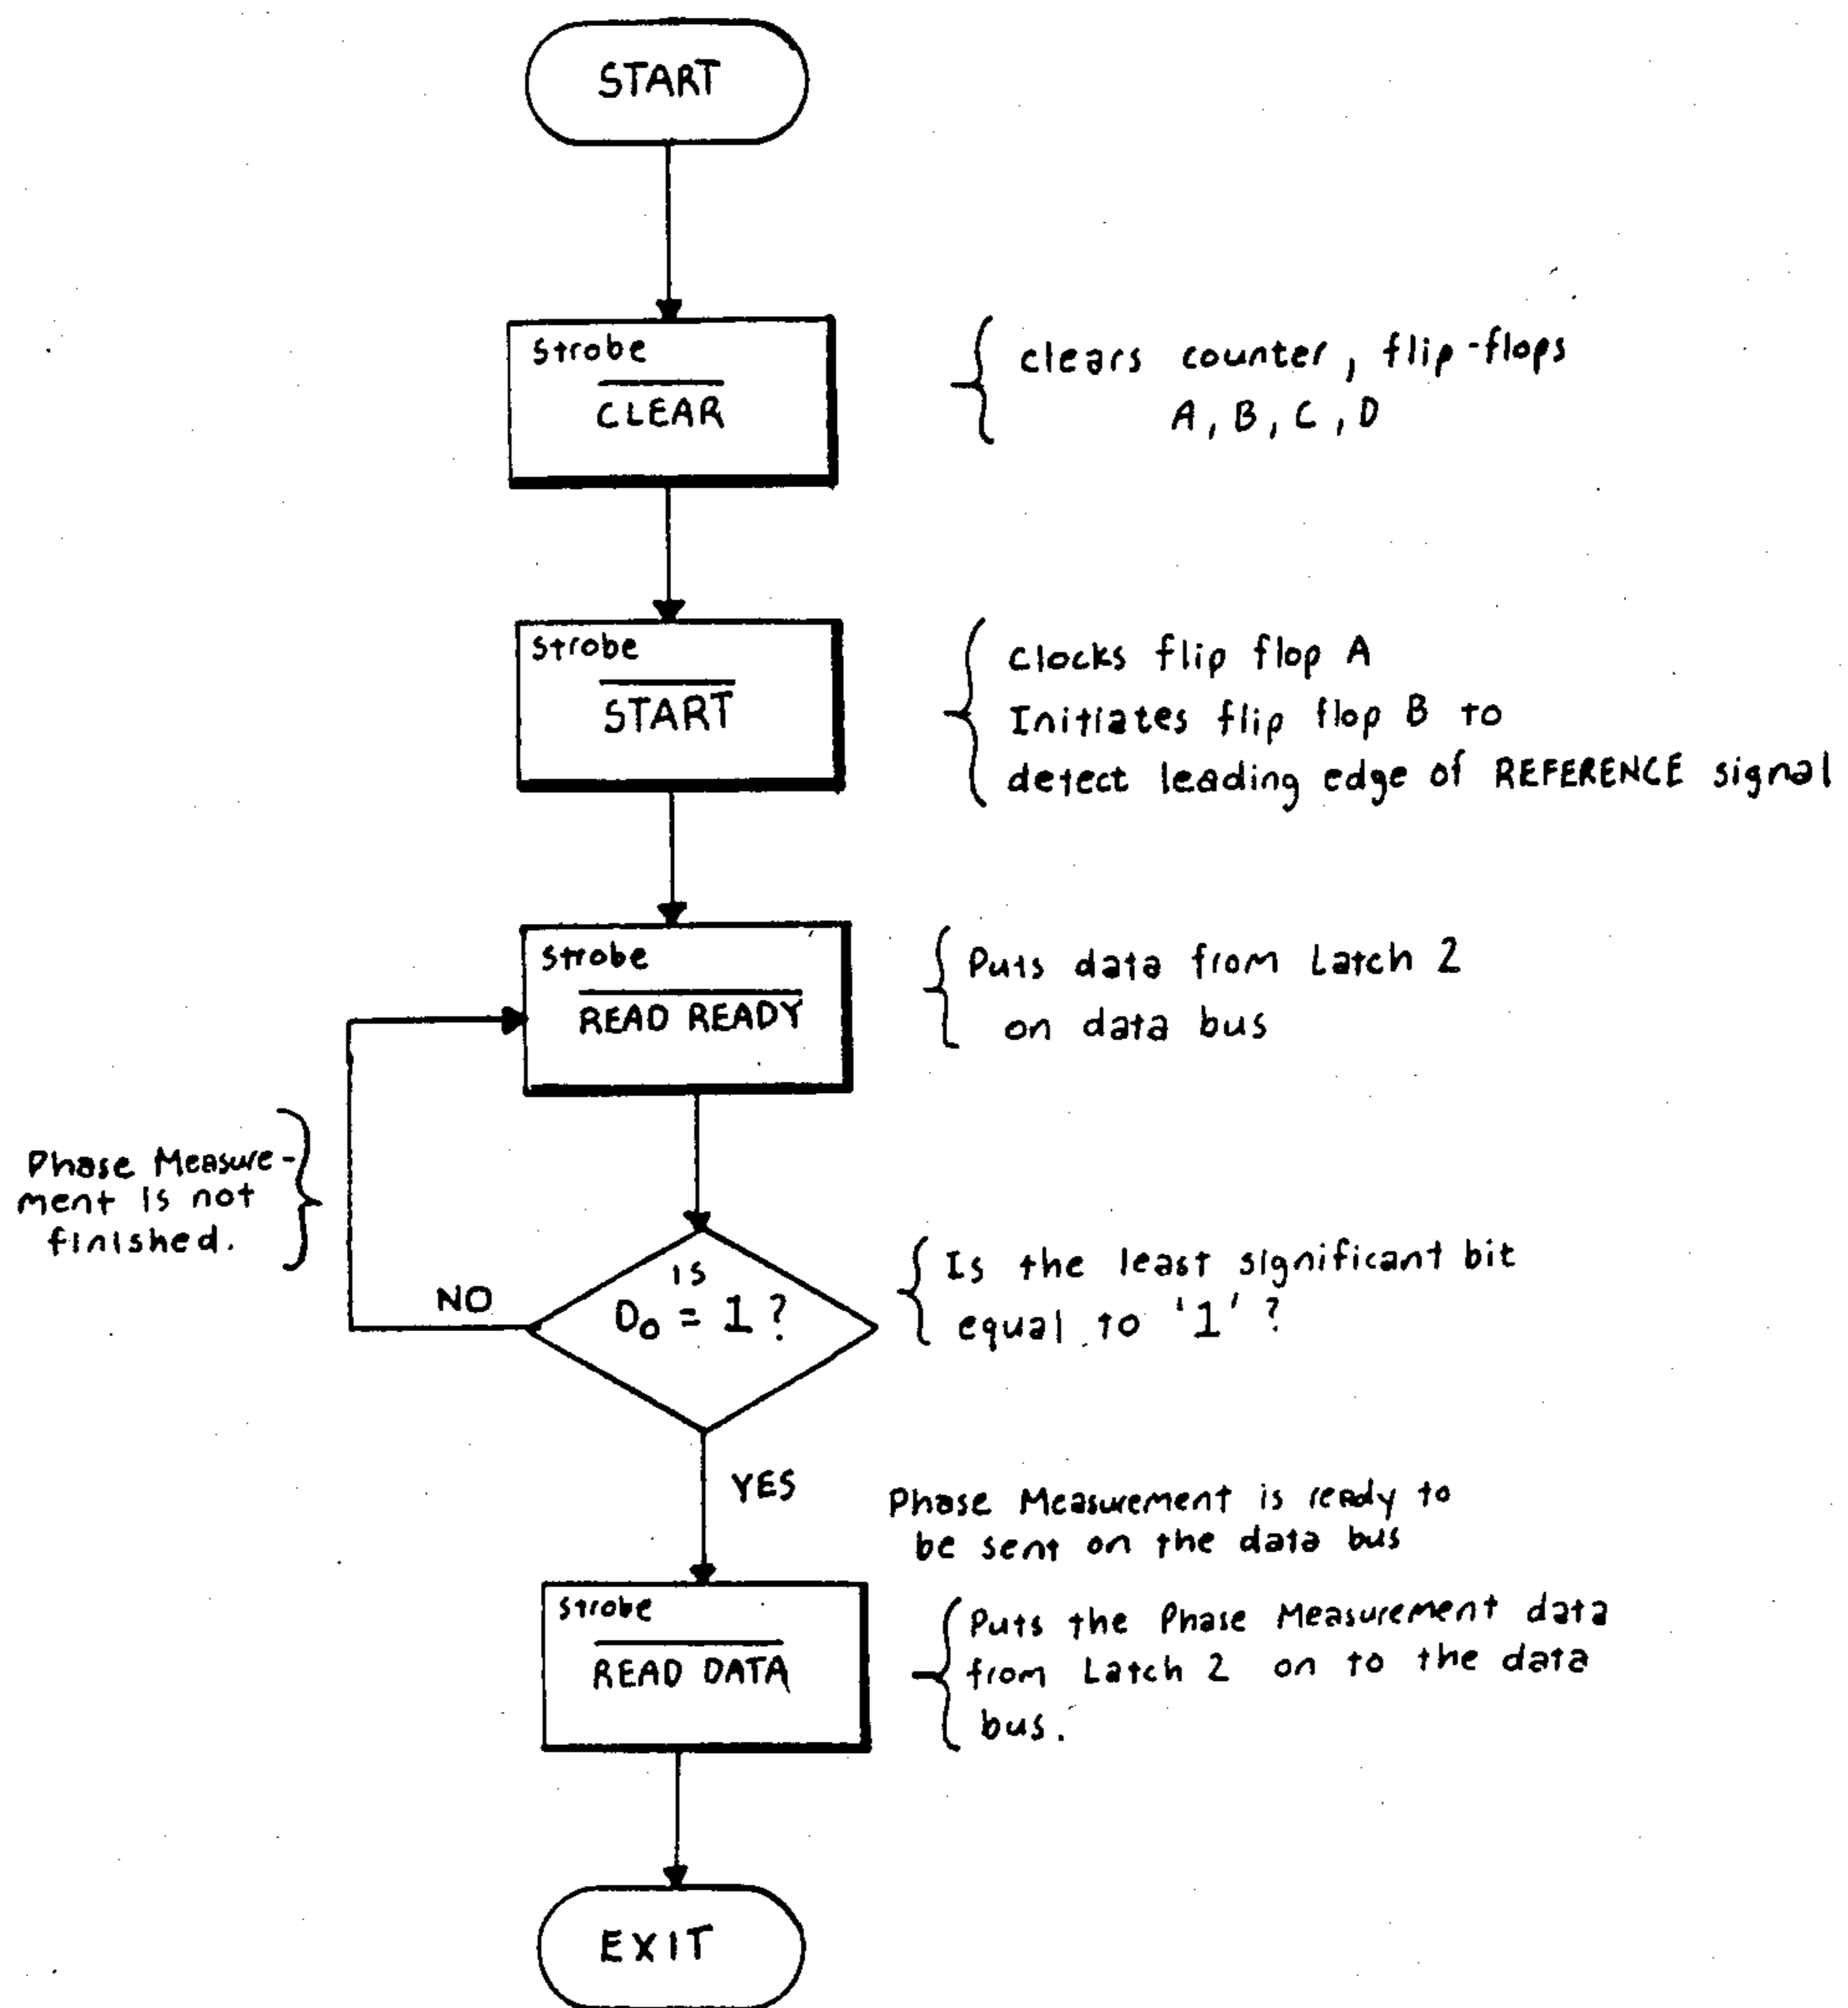 START
Strobe
CLEAR
clears counter, flip-flops
A, B, C, D
Strobe
START
Clocks flip flop A
Initiates flip flop B to
detect leading edge of REFERENCE signal
Strobe
READ READY
Puts data from Latch 2
on data bus
Phase Measure-
ment is not
finished.
NO
is
D₀ = 1?
Is the least significant bit
equal to '1' ?
YES
Phase Measurement is ready to
be sent on the data bus
Strobe
READ DATA
Puts the Phase Measurement data
from Latch 2 on to the data
bus.
EXIT